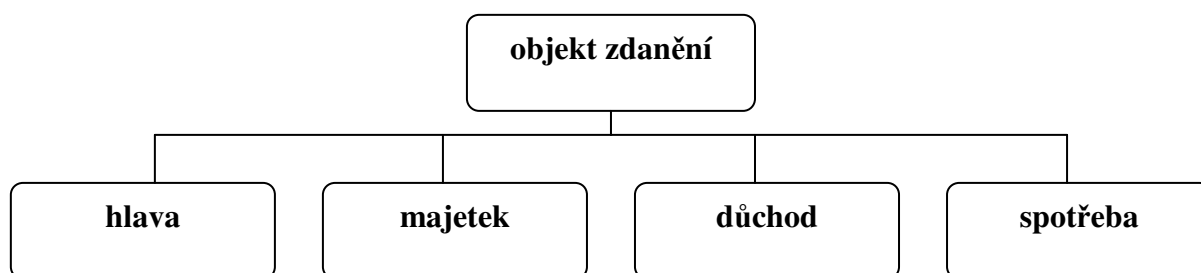 objekt zdanění
hlava
majetek
důchod
spotřeba